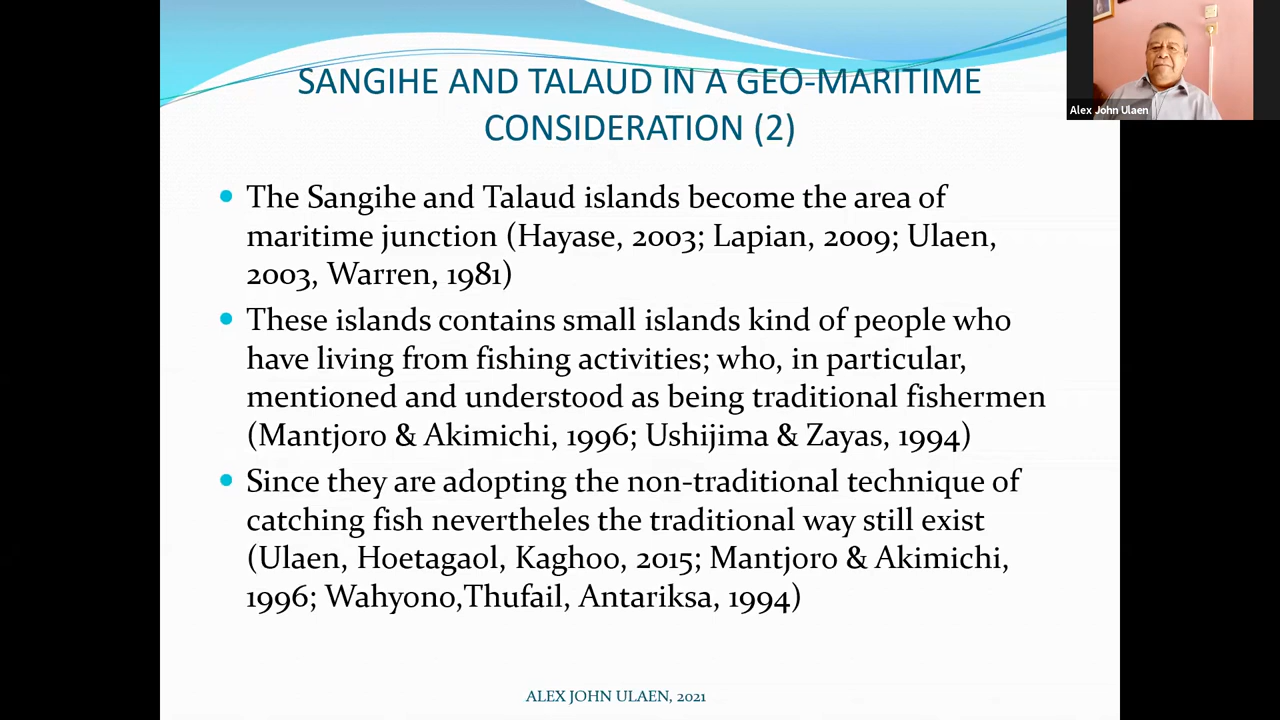 SANGIHE AND TALAUD IN A GEO-MARITIME
CONSIDERATION (2)
Alex John Ulaen
• The Sangihe and Talaud islands become the area of
maritime junction (Hayase, 2003; Lapian, 2009; Ulaen,
2003, Warren, 1981)
• These islands contains small islands kind of people who
have living from fishing activities; who, in particular,
mentioned and understood as being traditional fishermen
(Mantjoro & Akimichi, 1996; Ushijima & Zayas, 1994)
• Since they are adopting the non-traditional technique of
catching fish nevertheles the traditional way still exist
(Ulaen, Hoetagaol, Kaghoo, 2015; Mantjoro & Akimichi,
1996; Wahyono,Thufail, Antariksa, 1994)
ALEX JOHN ULAEN, 2021